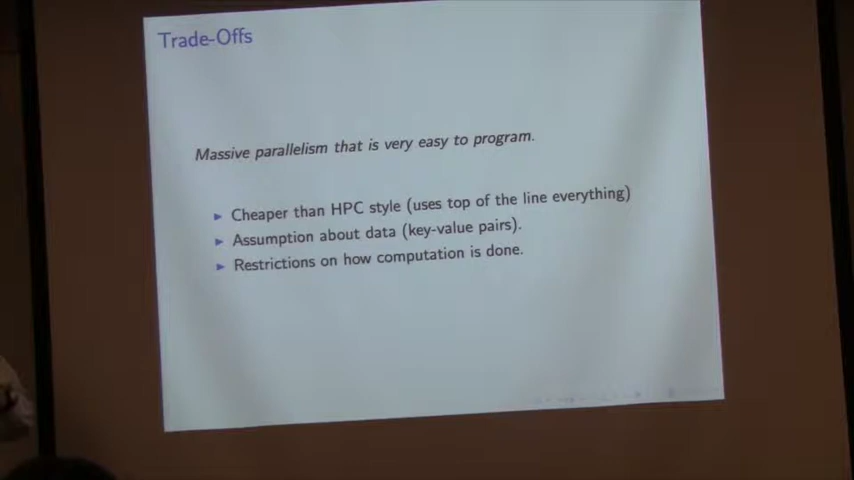 Trade-Offs
Massive parallelism that is very easy to program.
Cheaper than HPC style (uses top of the line everything)
Assumption about data (key-value pairs).
Restrictions on how computation is done.